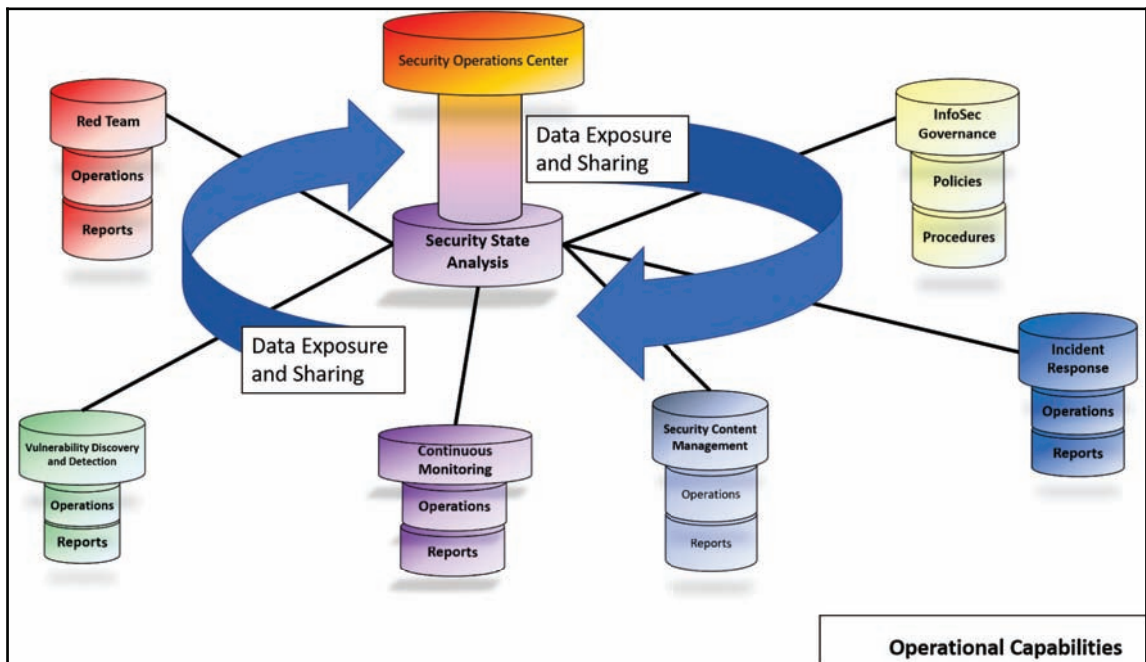 Security Operations Center
Red Team
Operations
Reports
Data Exposure
and Sharing
InfoSec
Governance
Policies
Procedures
Security State
Analysis
Data Exposure
and Sharing
Incident
Response
Operations
Reports
Vulnerability Discovery
and Detection
Operations
Reports
Continuous
Monitoring
Operations
Reports
Security Content
Management
Operations
Reports
Operational Capabilities